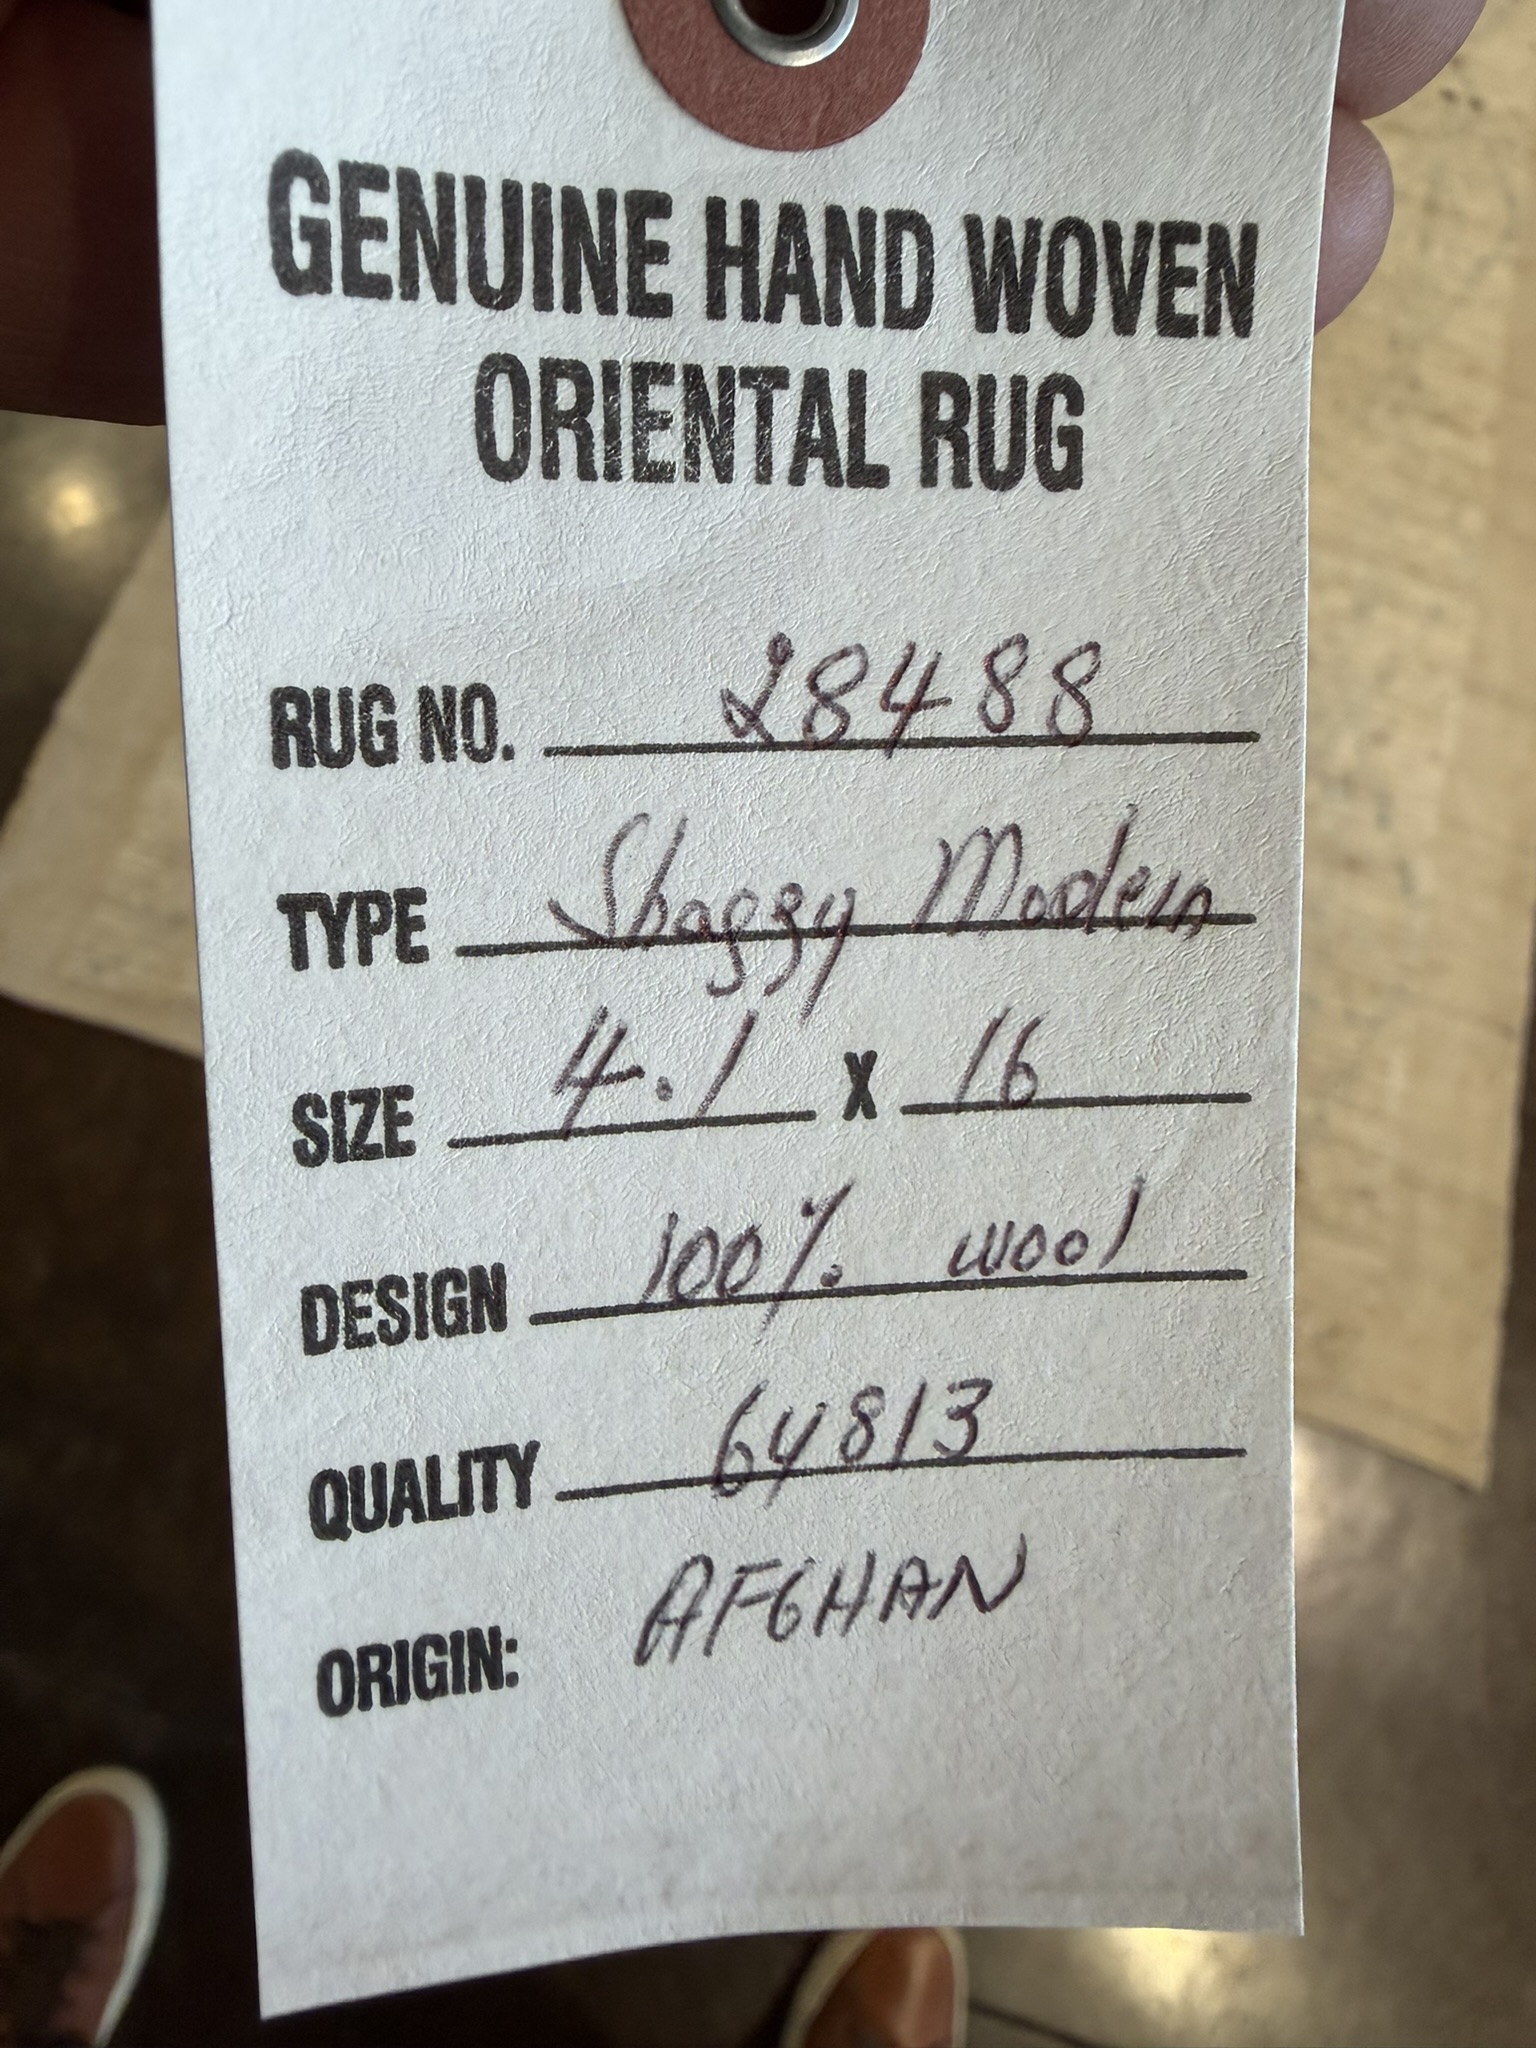 GENUINE HAND WOVEN
ORIENTAL RUG
RUG NO. 28488
TYPE Shaggy Modern
SIZE 4.1 X 16
DESIGN 100% wool
QUALITY 64813
ORIGIN: AFGHAN